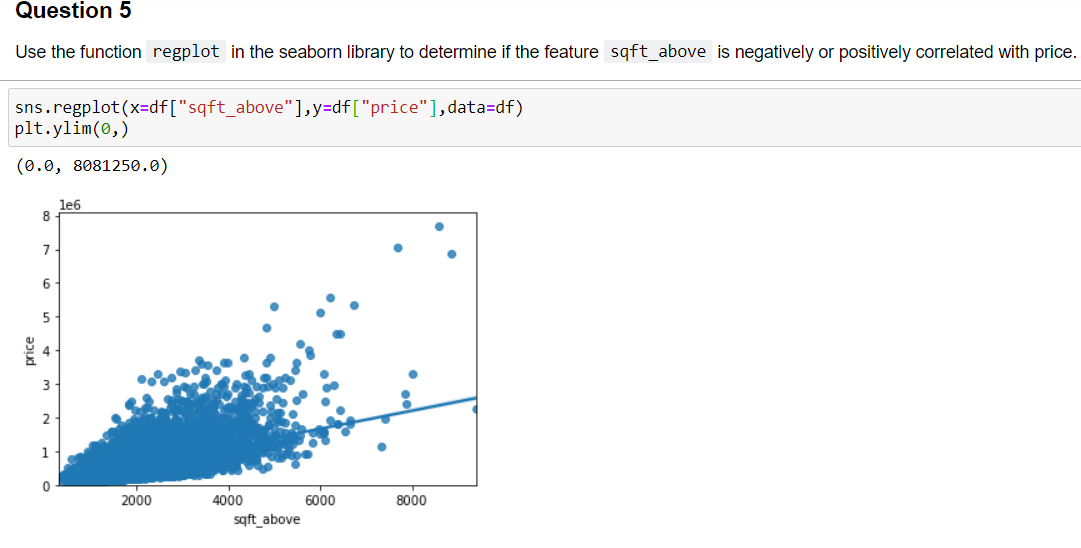 Question 5
Use the function regplot in the seaborn library to determine if the feature sqft_above is negatively or positively correlated with price.
sns.regplot(x=df["sqft_above"],y=df["price"],data=df)
plt.ylim(0,)
(0.0, 8081250.0)
1e6
8
7
6
5
4
3
2
1
0
price
2000 4000 6000 8000
sqft_above